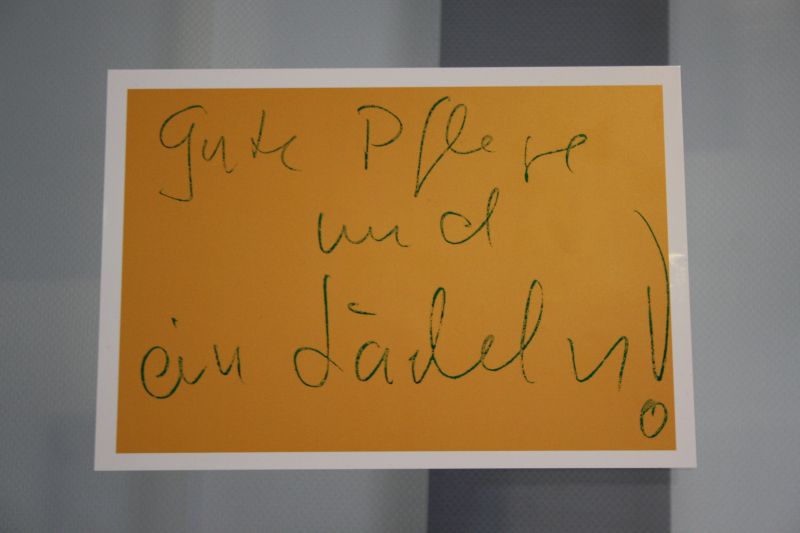 Gute Pflege
und
ein Lächeln!